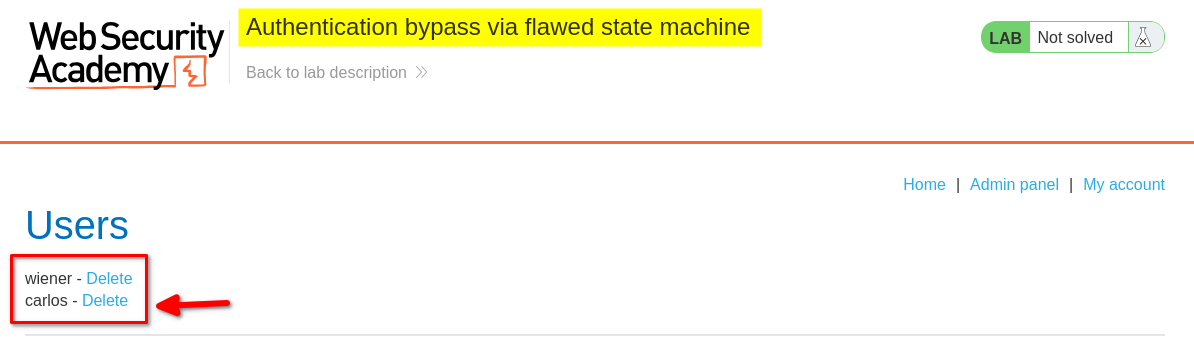 Web Security
Academy
Authentication bypass via flawed state machine
Back to lab description
LAB Not solved
Home | Admin panel | My account
Users
wiener - Delete
carlos - Delete